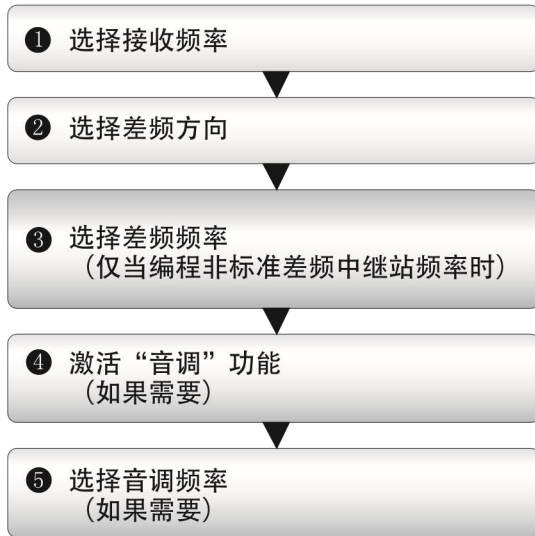 ❶ 选择接收频率
❷ 选择差频方向
❸ 选择差频频率
（仅当编程非标准差频中继站频率时）
❹ 激活“音调”功能
（如果需要）
❺ 选择音调频率
（如果需要）